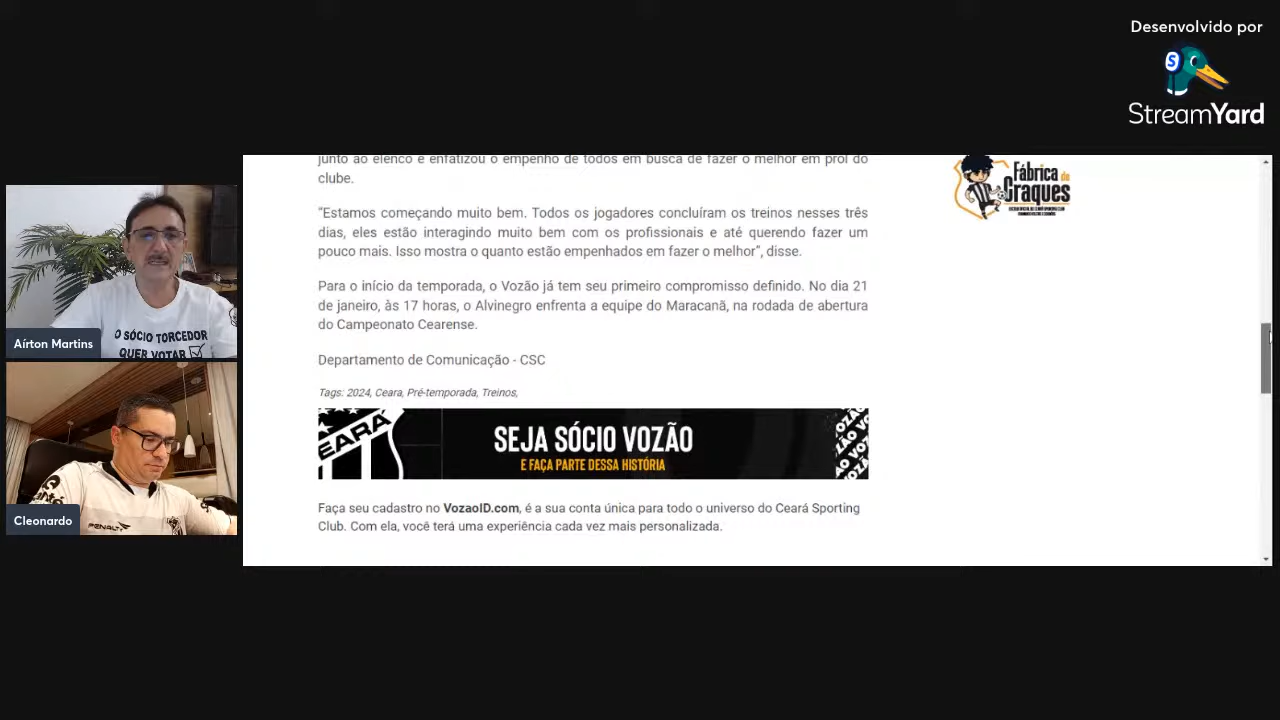 Desenvolvido por
StreamYard
junto ao elenco e enfatizou o empenho de todos em busca de fazer o melhor em prol do
clube.
“Estamos começando muito bem. Todos os jogadores concluíram os treinos nesses três
dias, eles estão interagindo muito bem com os profissionais e até querendo fazer um
pouco mais. Isso mostra o quanto estão empenhados em fazer o melhor”, disse.
Para o início da temporada, o Vozão já tem seu primeiro compromisso definido. No dia 21
de janeiro, às 17 horas, o Alvinegro enfrenta a equipe do Maracanã, na rodada de abertura
do Campeonato Cearense.
Departamento de Comunicação - CSC
Tags: 2024, Ceara, Pré-temporada, Treinos,
EARÁ
SEJA SÓCIO VOZÃO
E FAÇA PARTE DESSA HISTÓRIA
Faça seu cadastro no VozaoID.com, é a sua conta única para todo o universo do Ceará Sporting
Club. Com ela, você terá uma experiência cada vez mais personalizada.
Fábrica de
Craques
O SÓCIO TORCEDOR
QUER VOTAR
Aírton Martins
PENALTY
Cleonardo